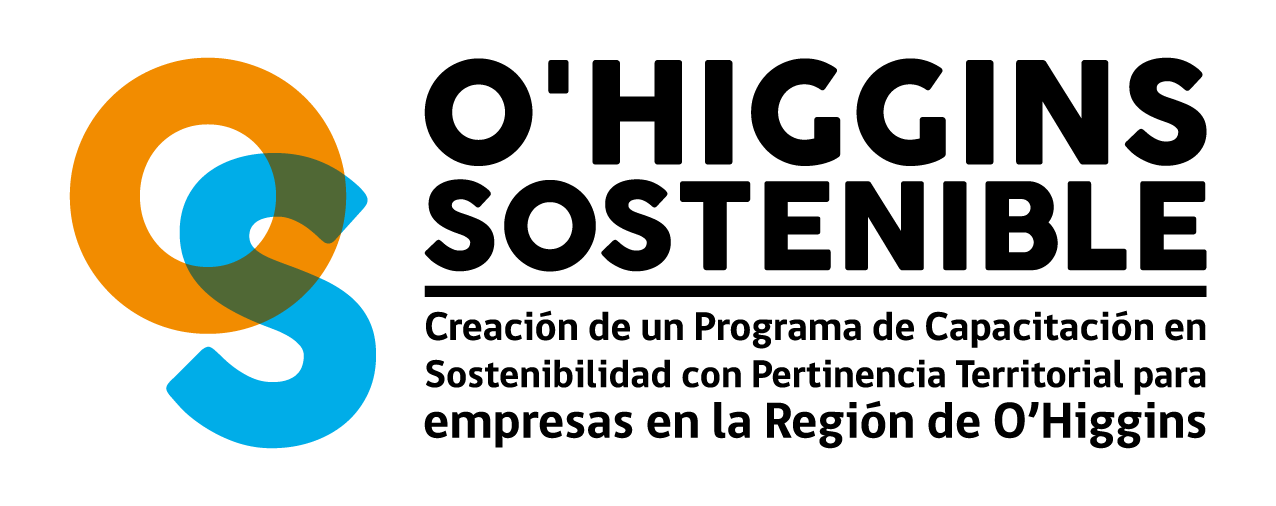 OS
O'HIGGINS
SOSTENIBLE
Creación de un Programa de Capacitación en
Sostenibilidad con Pertinencia Territorial para
empresas en la Región de O’Higgins